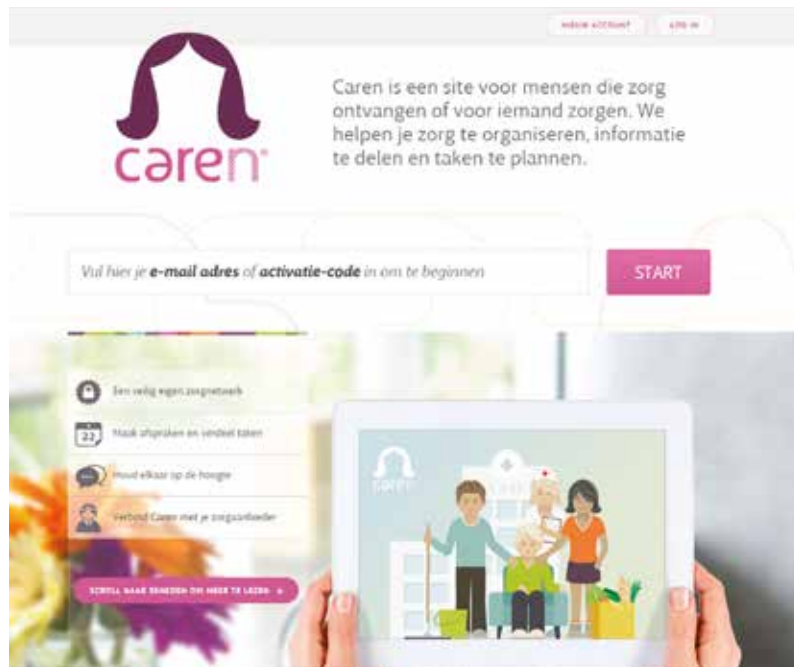 NIEUW ACCOUNT
LOG IN
Caren is een site voor mensen die zorg
ontvangen of voor iemand zorgen. We
helpen je zorg te organiseren, informatie
te delen en taken te plannen.
caren
Vul hier je e-mail adres of activatie-code in om te beginnen
START
Een veilig eigen zorgnetwerk
22
Maak afspraken en verdeel taken
Houd elkaar op de hoogte
Verbind Caren met je zorgaanbieder
SCROLL NAAR BENEDEN OM MEER TE LEZEN
caren